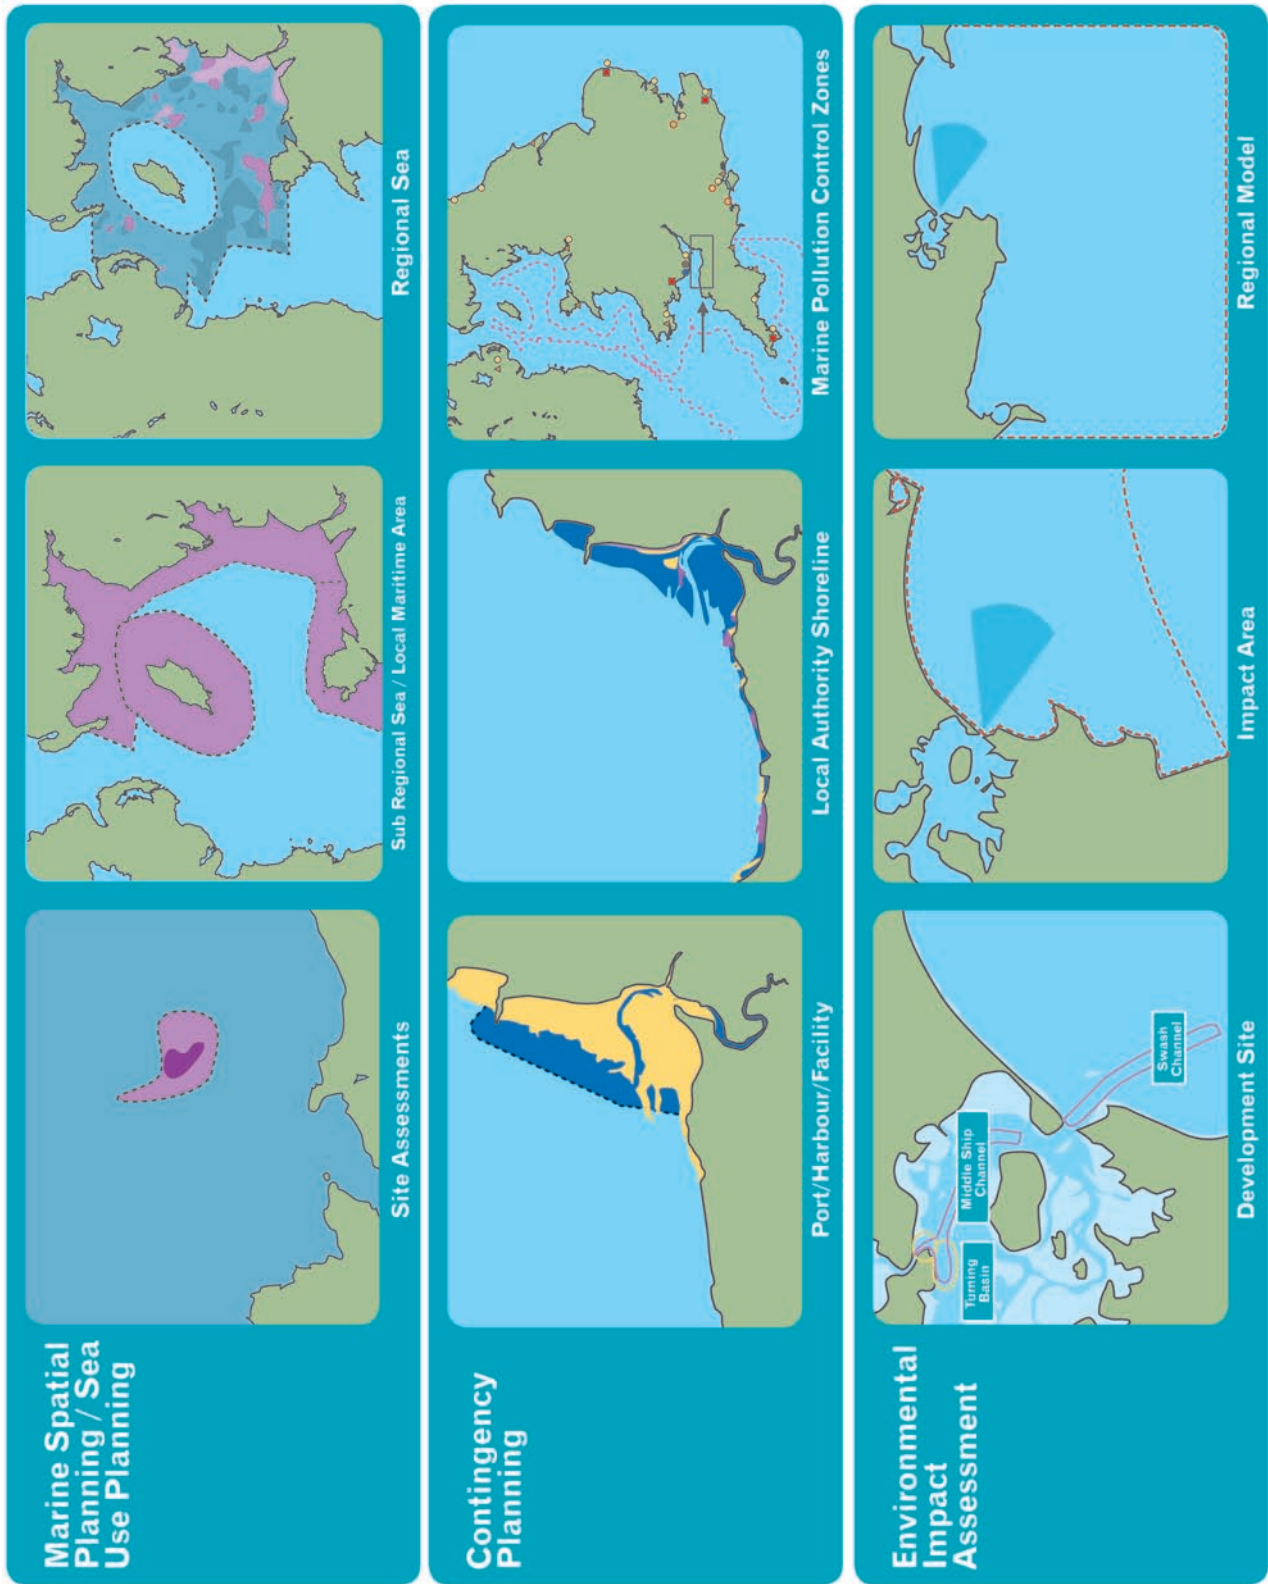 Marine Spatial
Planning / Sea
Use Planning
Site Assessments
Sub Regional Sea / Local Maritime Area
Regional Sea
Contingency
Planning
Port/Harbour/Facility
Local Authority Shoreline
Marine Pollution Control Zones
Environmental
Impact
Assessment
Turning
Basin
Middle Ship
Channel
Swash
Channel
Development Site
Impact Area
Regional Model